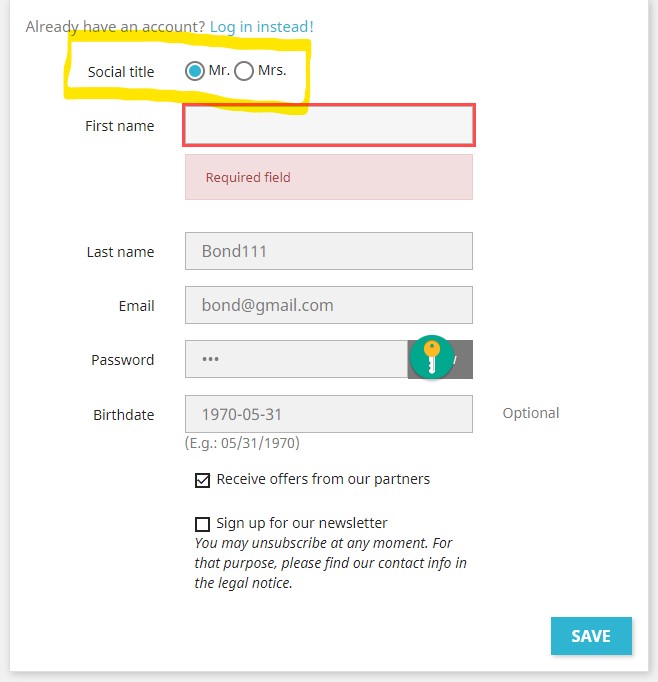 Already have an account? Log in instead!
Social title Mr. Mrs.
First name
Required field
Last name Bond111
Email bond@gmail.com
Password •••
Birthdate 1970-05-31 Optional
(E.g.: 05/31/1970)
Receive offers from our partners
Sign up for our newsletter
You may unsubscribe at any moment. For
that purpose, please find our contact info in
the legal notice.
SAVE